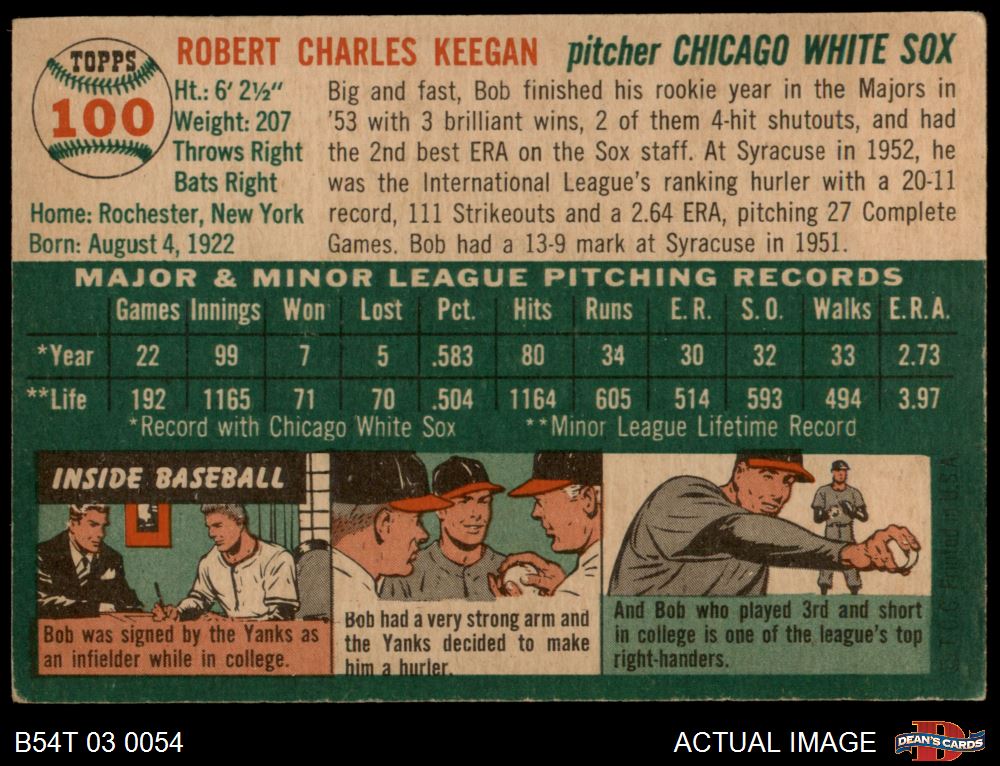 TOPPS
100
ROBERT CHARLES KEEGAN pitcher CHICAGO WHITE SOX
Ht.: 6' 2½"
Weight: 207
Throws Right
Bats Right
Home: Rochester, New York
Born: August 4, 1922
Big and fast, Bob finished his rookie year in the Majors in
'53 with 3 brilliant wins, 2 of them 4-hit shutouts, and had
the 2nd best ERA on the Sox staff. At Syracuse in 1952, he
was the International League's ranking hurler with a 20-11
record, 111 Strikeouts and a 2.64 ERA, pitching 27 Complete
Games. Bob had a 13-9 mark at Syracuse in 1951.
MAJOR & MINOR LEAGUE PITCHING RECORDS
Games Innings Won Lost Pct. Hits Runs E.R. S.O. Walks E.R.A.
*Year 22 99 7 5 .583 80 34 30 32 33 2.73
**Life 192 1165 71 70 .504 1164 605 514 593 494 3.97
*Record with Chicago White Sox **Minor League Lifetime Record
INSIDE BASEBALL
Bob was signed by the Yanks as
an infielder while in college.
Bob had a very strong arm and
the Yanks decided to make
him a hurler.
And Bob who played 3rd and short
in college is one of the league's top
right-handers.
B54T 03 0054
ACTUAL IMAGE
DEAN'S CARDS